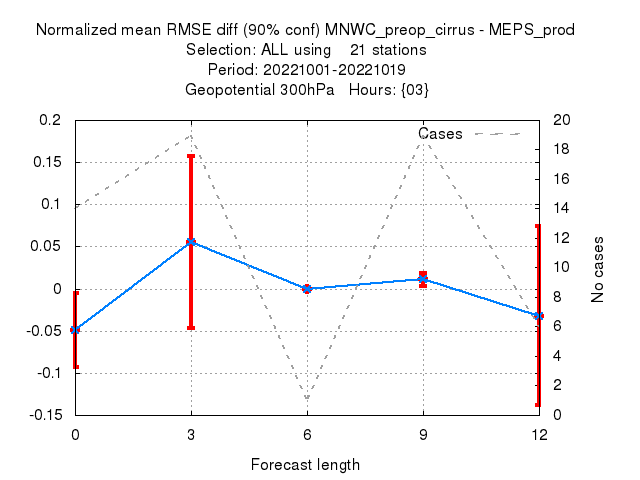 Normalized mean RMSE diff (90% conf) MNWC_preop_cirrus - MEPS_prod
Selection: ALL using    21 stations
Period: 20221001-20221019
Geopotential 300hPa   Hours: {03}
Cases
0.2
0.15
0.1
0.05
0
-0.05
-0.1
-0.15
20
18
16
14
12
10
8
6
4
2
0
No cases
0 3 6 9 12
Forecast length